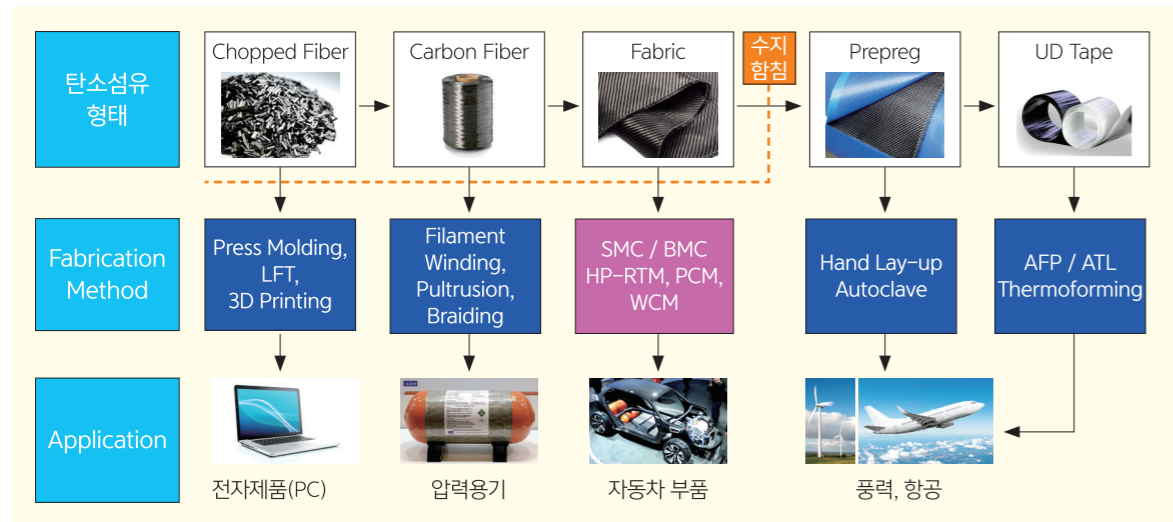 탄소섬유
형태
Chopped Fiber
Carbon Fiber
Fabric
수지
함침
Prepreg
UD Tape
Fabrication
Method
Press Molding,
LFT,
3D Printing
Filament
Winding,
Pultrusion,
Braiding
SMC / BMC
HP-RTM, PCM,
WCM
Hand Lay-up
Autoclave
AFP / ATL
Thermoforming
Application
전자제품(PC)
압력용기
자동차 부품
풍력, 항공